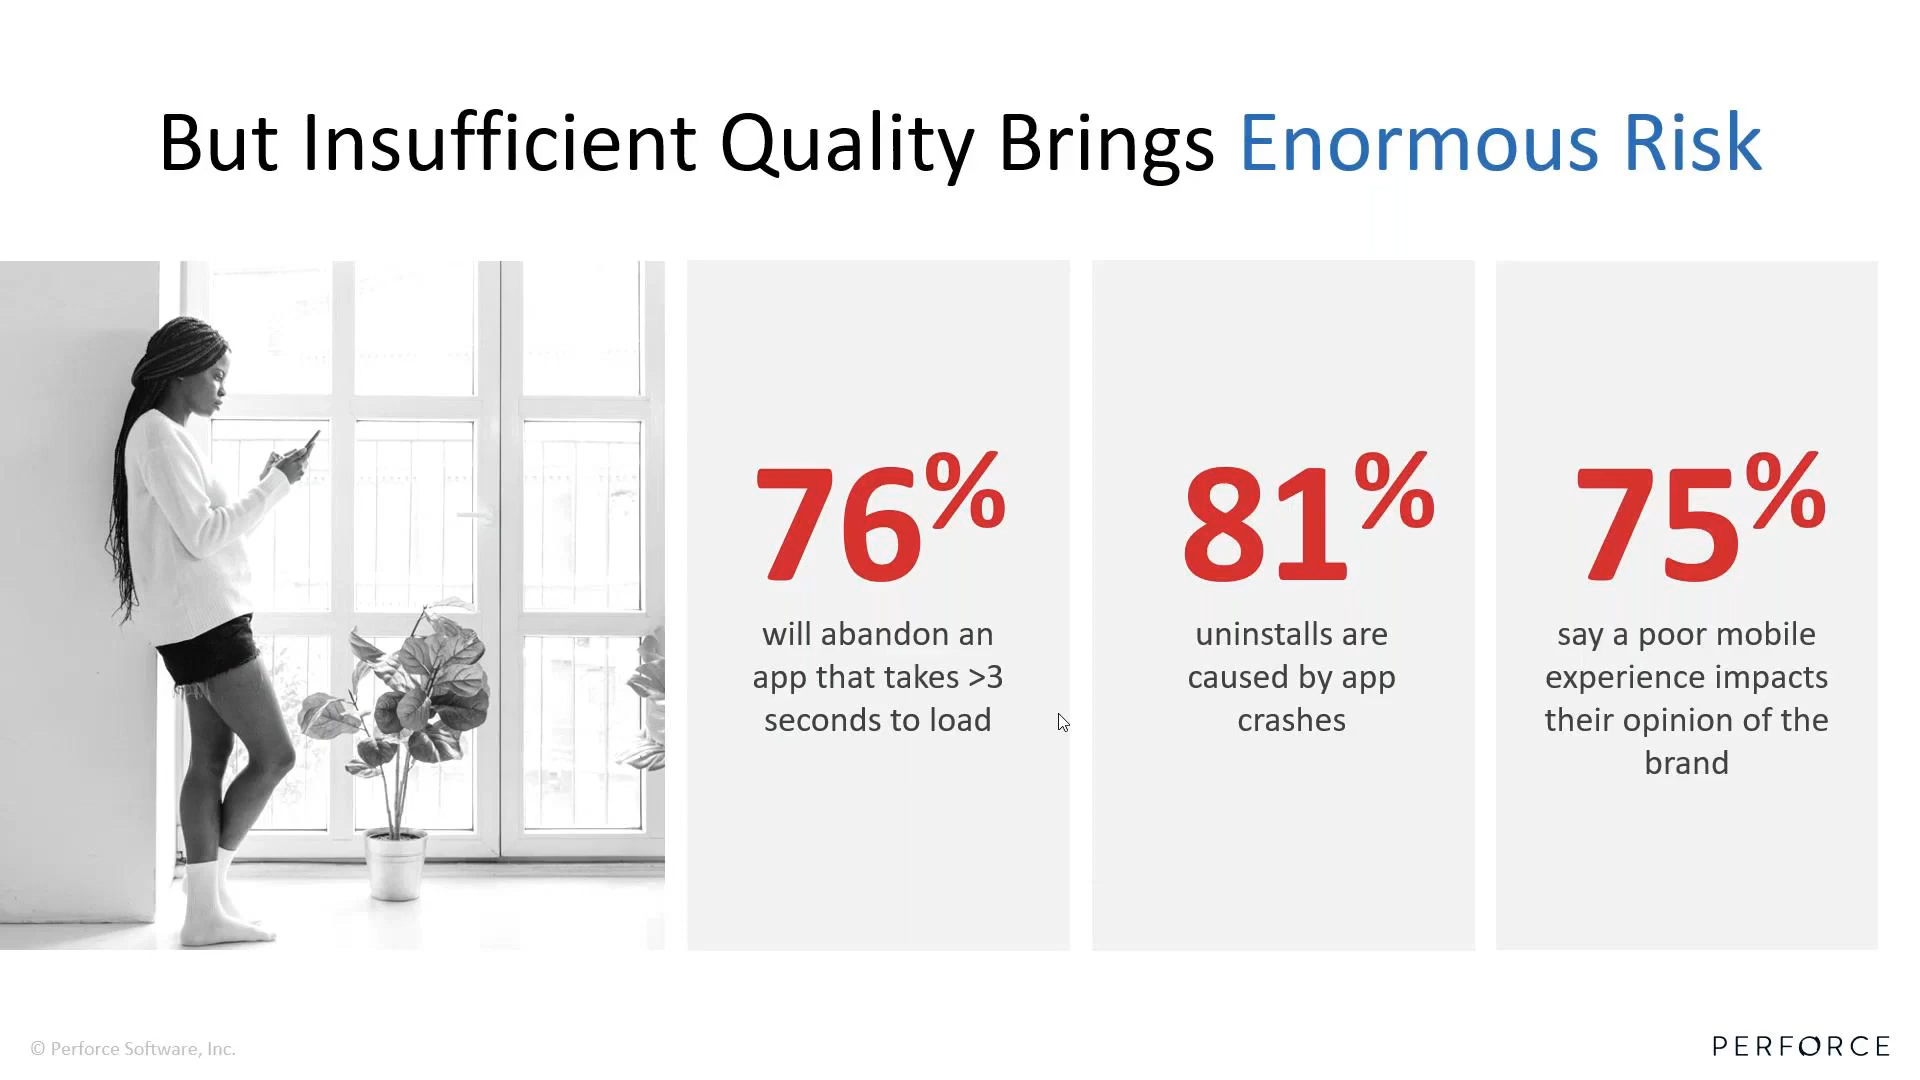 But Insufficient Quality Brings Enormous Risk
76%
will abandon an
app that takes >3
seconds to load
81%
uninstalls are
caused by app
crashes
75%
say a poor mobile
experience impacts
their opinion of the
brand
© Perforce Software, Inc.
PERFORCE